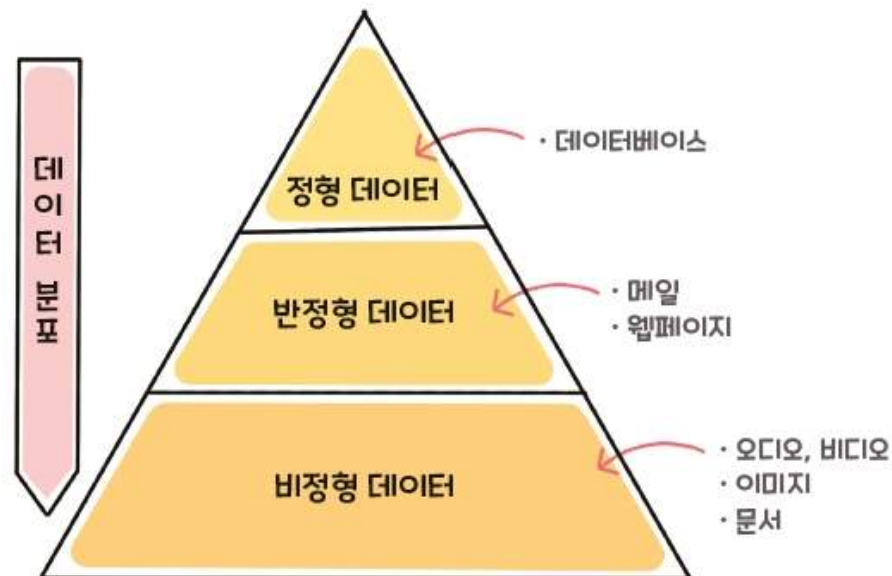 데이터 분포
정형 데이터
· 데이터베이스
반정형 데이터
· 메일
· 웹페이지
비정형 데이터
· 오디오, 비디오
· 이미지
· 문서